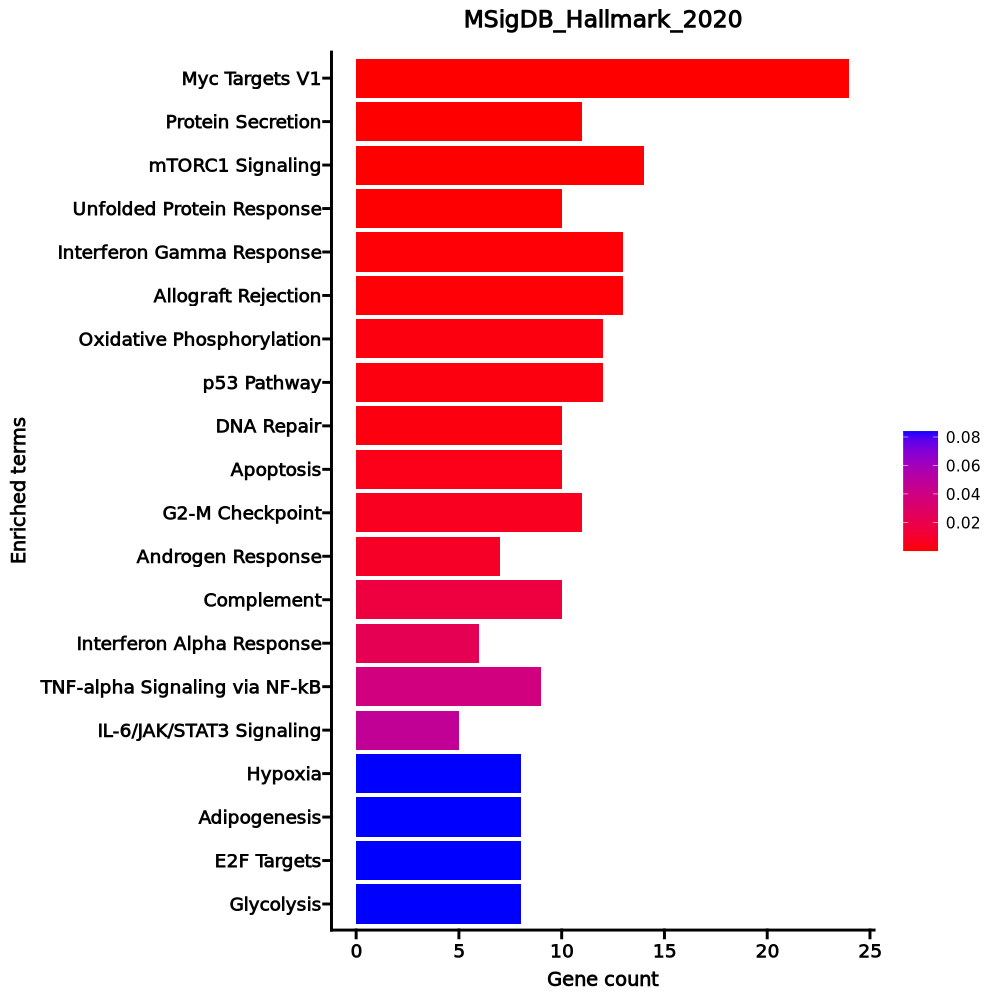 MSigDB_Hallmark_2020
Myc Targets V1
Protein Secretion
mTORC1 Signaling
Unfolded Protein Response
Interferon Gamma Response
Allograft Rejection
Oxidative Phosphorylation
p53 Pathway
DNA Repair
Apoptosis
G2-M Checkpoint
Androgen Response
Complement
Interferon Alpha Response
TNF-alpha Signaling via NF-kB
IL-6/JAK/STAT3 Signaling
Hypoxia
Adipogenesis
E2F Targets
Glycolysis
Enriched terms
0 5 10 15 20 25
Gene count
0.08
0.06
0.04
0.02